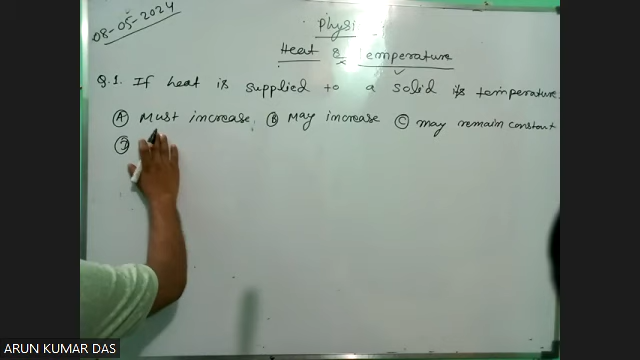 08-05-2024
Physi
Heat & Temperature
Q.1. If heat is supplied to a solid its temperature
(A) Must increase (B) May increase (C) may remain constant
(D)
ARUN KUMAR DAS